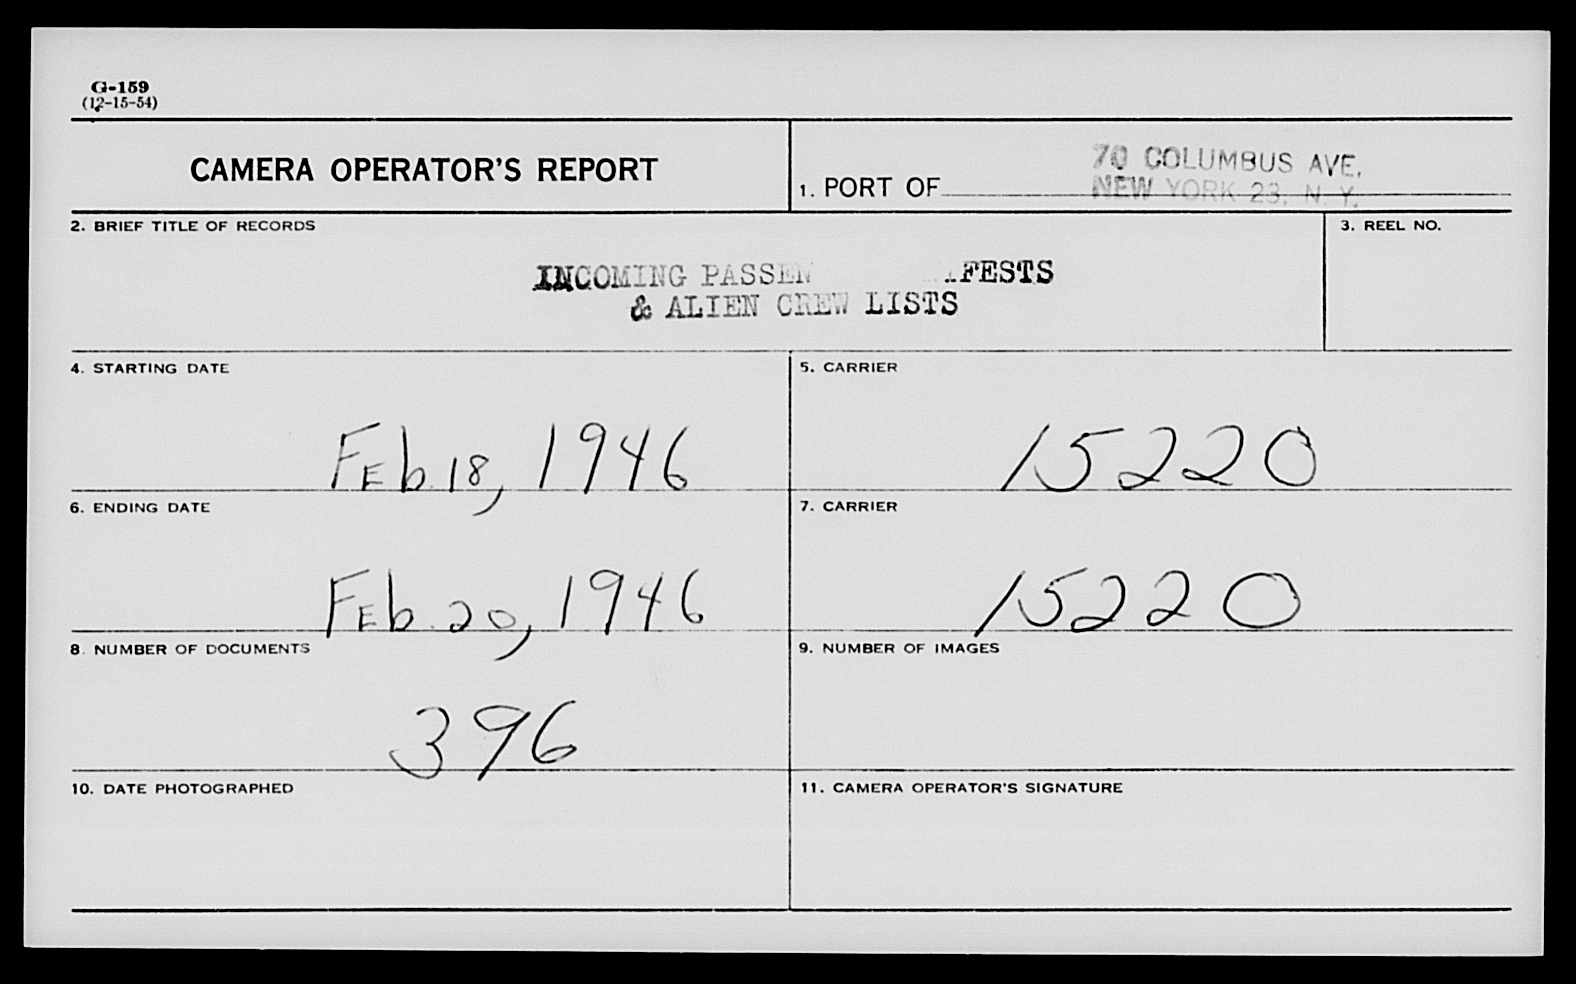 G-159
(12-15-54)
CAMERA OPERATOR'S REPORT
1. PORT OF
70 COLUMBUS AVE.
NEW YORK 23, N. Y.
2. BRIEF TITLE OF RECORDS
3. REEL NO.
INCOMING
& ALIEN CREW LISTS
4. STARTING DATE
5. CARRIER
Feb. 18, 1946
15220
6. ENDING DATE
7. CARRIER
Feb. 20, 1946
15220
8. NUMBER OF DOCUMENTS
9. NUMBER OF IMAGES
396
10. DATE PHOTOGRAPHED
11. CAMERA OPERATOR'S SIGNATURE